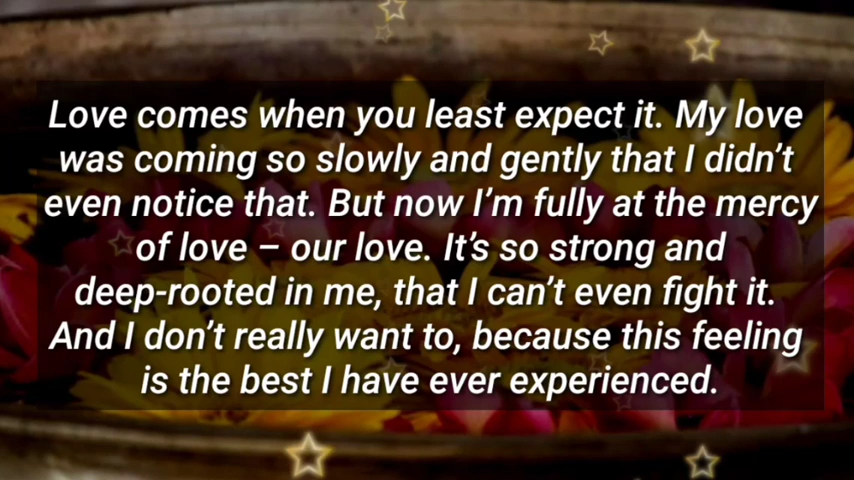 Love comes when you least expect it. My love
was coming so slowly and gently that I didn't
even notice that. But now I'm fully at the mercy
of love – our love. It's so strong and
deep-rooted in me, that I can't even fight it.
And I don't really want to, because this feeling
is the best I have ever experienced.